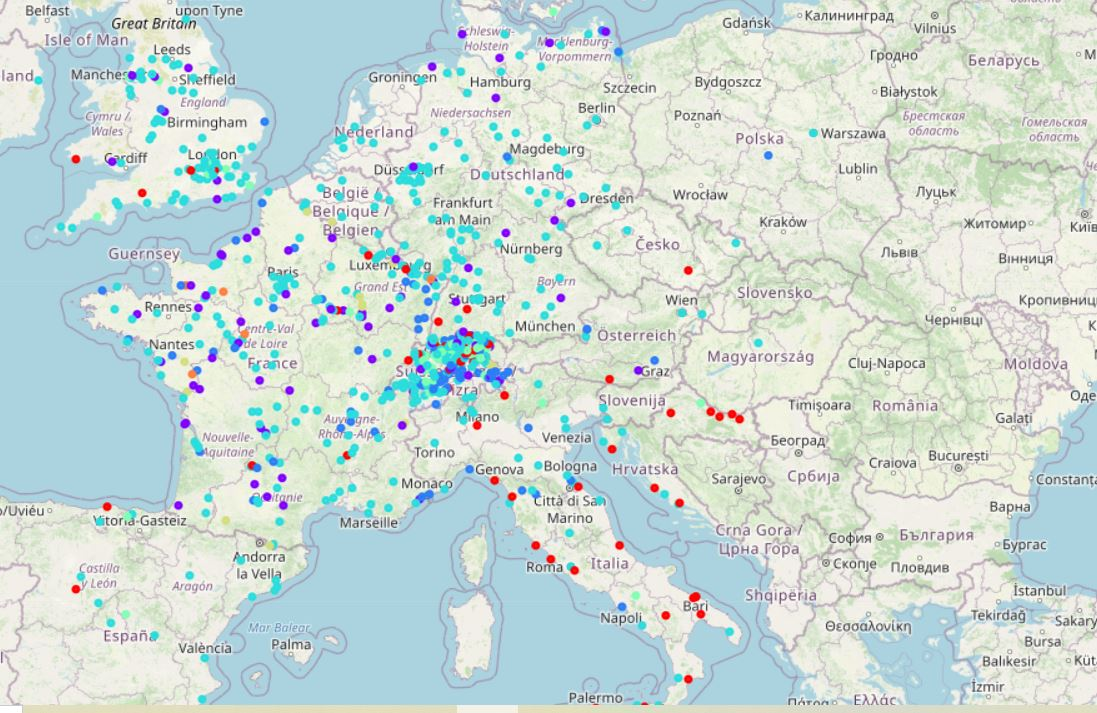 Belfast
upon Tyne
Great Britain
Isle of Man
Leeds
Sheffield
England
Cymru /
Wales
Birmingham
Cardiff
London
Guernsey
Schleswig-
Holstein
Mecklenburg-
Vorpommern
Groningen
Hamburg
Szczecin
Niedersachsen
Berlin
Nederland
Magdeburg
Deutschland
België /
Belgique /
Belgien
Frankfurt
am Main
Dresden
Nürnberg
Luxembourg
Grand Est
Bayern
Stuttgart
München
Paris
Rennes
Nantes
Centre-Val
de Loire
France
Auvergne-
Rhône-Alpes
Nouvelle-
Aquitaine
Occitanie
Marseille
Monaco
Milano
Torino
Genova
Venezia
Bologna
Città di San
Marino
Italia
Roma
Napoli
Bari
Palermo
Vitoria-Gasteiz
Andorra
la Vella
Castilla
y León
Aragón
España
València
Mar Balear
Palma
Gdańsk
Калининград
Vilnius
Гродно
Беларусь
Bydgoszcz
Białystok
Poznań
Брестская
область
Гомельская
область
Polska
Warszawa
Lublin
Wrocław
Луцьк
Kraków
Житомир
Київ
Česko
Львів
Вінниця
Wien
Slovensko
Кропивниц
Чернівці
Österreich
Magyarország
Graz
Slovenija
Cluj-Napoca
Moldova
Timișoara
România
Galați
Оде
Hrvatska
Београд
Craiova
București
Sarajevo
Србија
Constanța
Варна
Crna Gora /
Црна Гора
София
България
Бургас
Скопје
Пловдив
Shqipëria
İstanbul
Tekirdağ
Sakary
Θεσσαλονίκη
Bursa
Balıkesir
Küt
İzmir
Πάτρα
Ελλάς